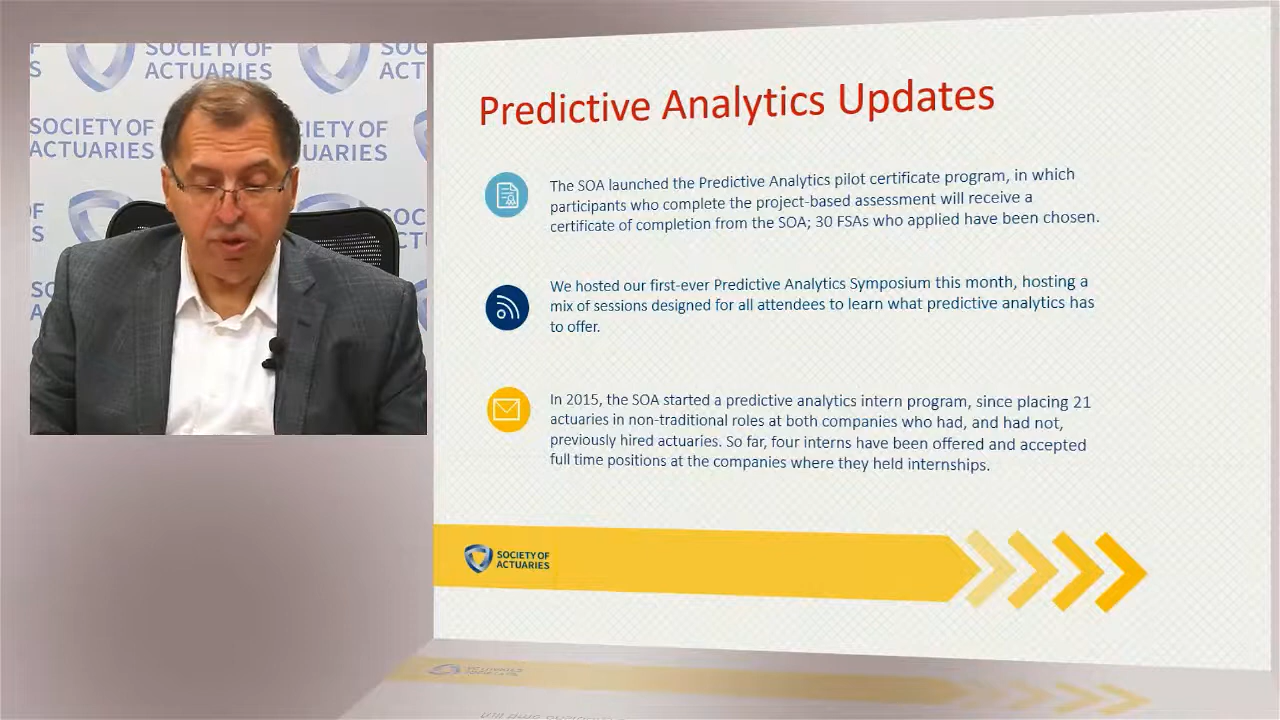 SOCIETY OF
ACTUARIES
SOC
ACTU
S
SOCIETY OF
ACTUARIES
CIETY OF
UARIES
OF
S
SO
Predictive Analytics Updates
The SOA launched the Predictive Analytics pilot certificate program, in which
participants who complete the project-based assessment will receive a
certificate of completion from the SOA; 30 FSAs who applied have been chosen.
We hosted our first-ever Predictive Analytics Symposium this month, hosting a
mix of sessions designed for all attendees to learn what predictive analytics has
to offer.
In 2015, the SOA started a predictive analytics intern program, since placing 21
actuaries in non-traditional roles at both companies who had, and had not,
previously hired actuaries. So far, four interns have been offered and accepted
full time positions at the companies where they held internships.
SOCIETY OF
ACTUARIES